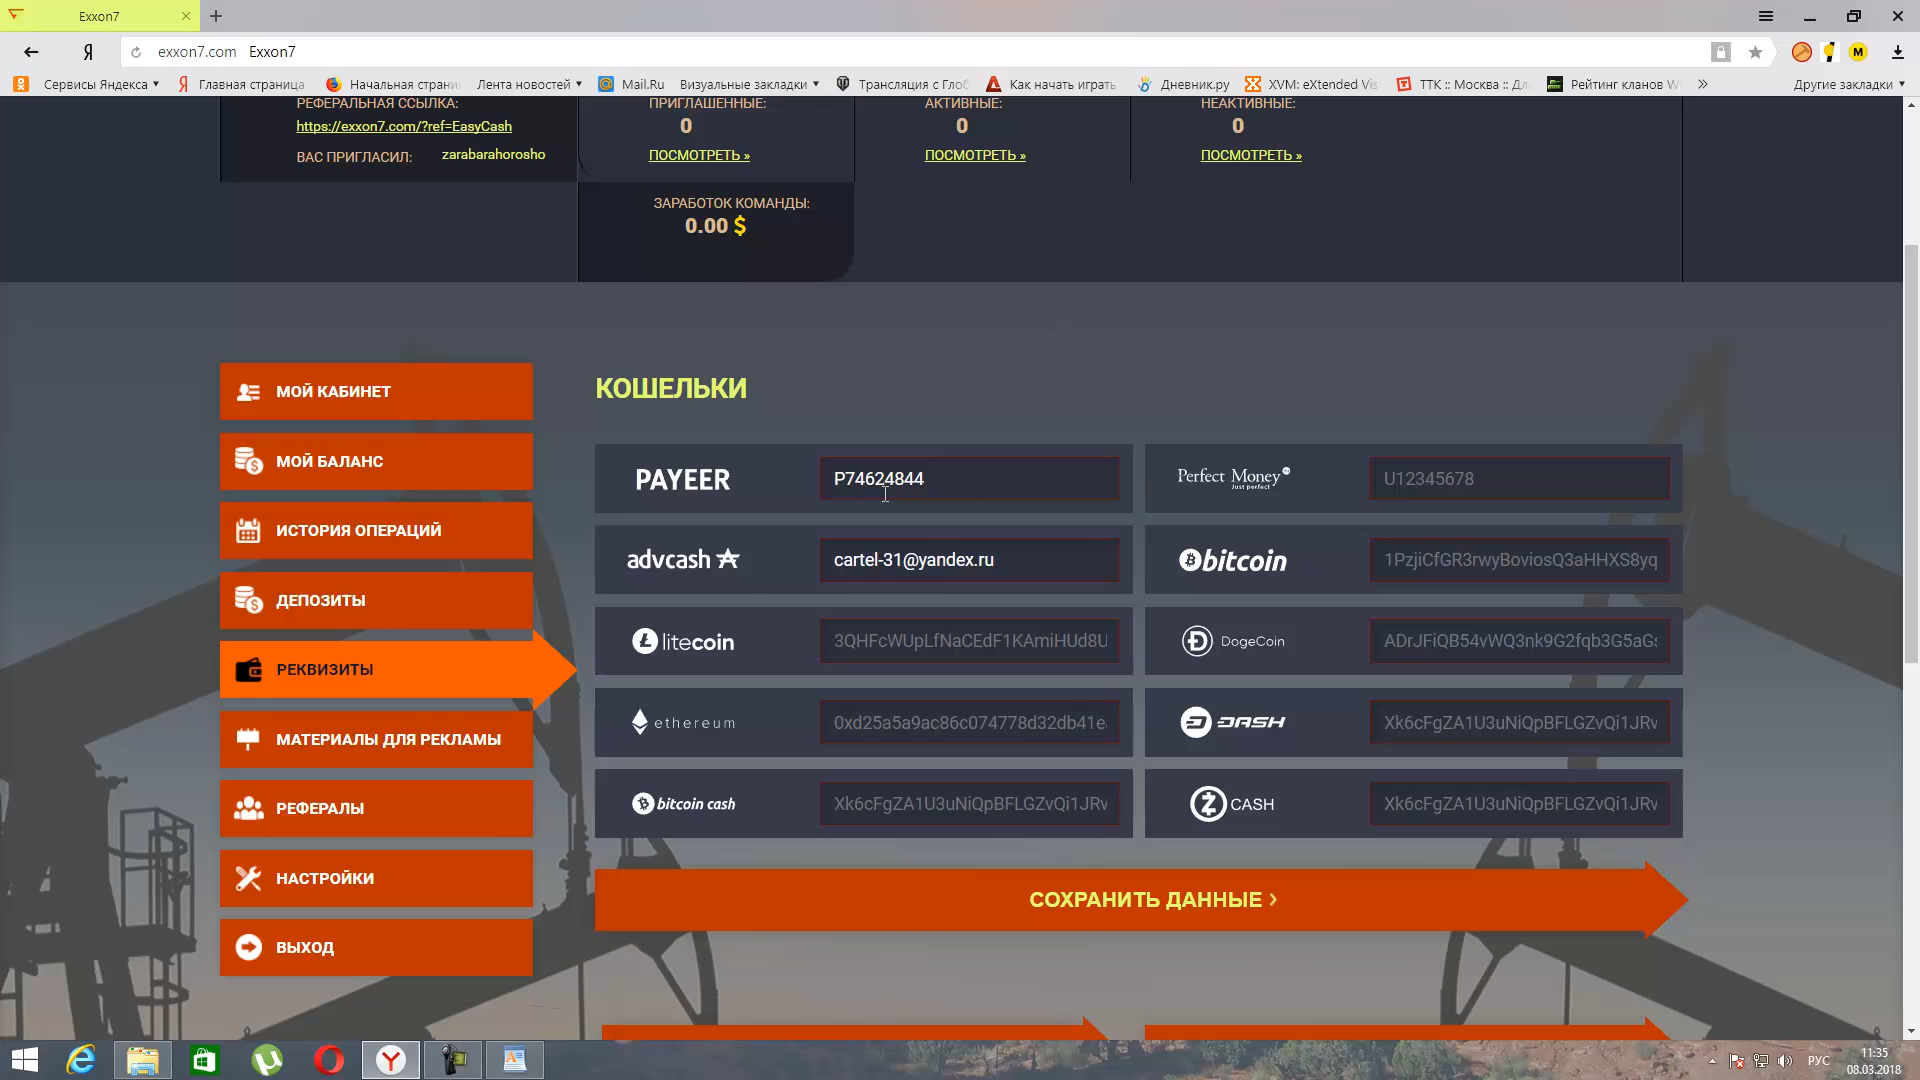 Exxon7
exxon7.com Exxon7
Сервисы Яндекса
Главная страница
Начальная страни
Лента новостей
Mail.Ru
Визуальные закладки
Трансляция с Глоб
Как начать играть
Дневник.ру
XVM: eXtended Vis
ТТК :: Москва :: Дл
Рейтинг кланов W
Другие закладки
РЕФЕРАЛЬНАЯ ССЫЛКА:
https://exxon7.com/?ref=EasyCash
ВАС ПРИГЛАСИЛ: zarabarahorosho
ПРИГЛАШЕННЫЕ:
0
ПОСМОТРЕТЬ »
АКТИВНЫЕ:
0
ПОСМОТРЕТЬ »
НЕАКТИВНЫЕ:
0
ПОСМОТРЕТЬ »
ЗАРАБОТОК КОМАНДЫ:
0.00 $
МОЙ КАБИНЕТ
МОЙ БАЛАНС
ИСТОРИЯ ОПЕРАЦИЙ
ДЕПОЗИТЫ
РЕКВИЗИТЫ
МАТЕРИАЛЫ ДЛЯ РЕКЛАМЫ
РЕФЕРАЛЫ
НАСТРОЙКИ
ВЫХОД
КОШЕЛЬКИ
PAYEER P74624844
Perfect Money Just perfect U12345678
advcash cartel-31@yandex.ru
bitcoin 1PzjiCfGR3rwyBoviosQ3aHHXS8yq
litecoin 3QHFcWUpLfNaCEdF1KAmiHUd8U
DogeCoin ADrJFiQB54vWQ3nk9G2fqb3G5aGs
ethereum 0xd25a5a9ac86c074778d32db41e
DASH Xk6cFgZA1U3uNiQpBFLGZvQi1JRv
bitcoin cash Xk6cFgZA1U3uNiQpBFLGZvQi1JRv
CASH Xk6cFgZA1U3uNiQpBFLGZvQi1JRv
СОХРАНИТЬ ДАННЫЕ ›
РУС
11:35
08.03.2018